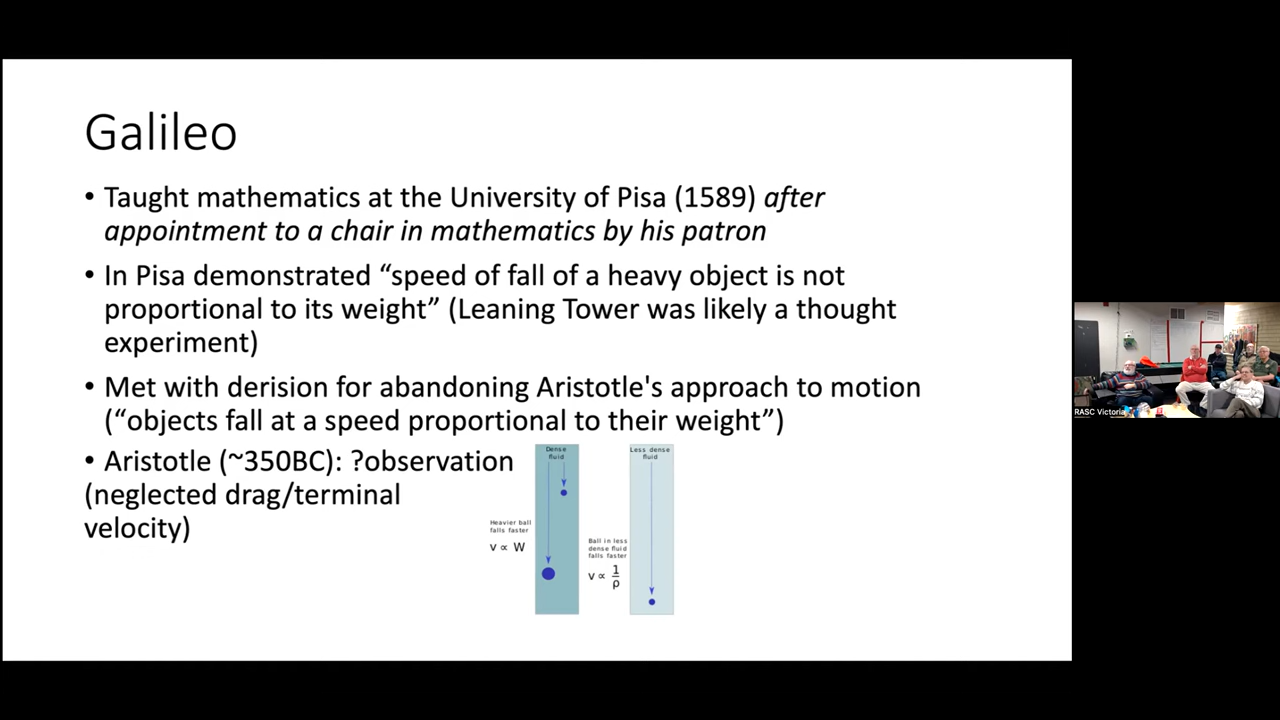 Galileo
• Taught mathematics at the University of Pisa (1589) after
appointment to a chair in mathematics by his patron
• In Pisa demonstrated “speed of fall of a heavy object is not
proportional to its weight” (Leaning Tower was likely a thought
experiment)
• Met with derision for abandoning Aristotle's approach to motion
(“objects fall at a speed proportional to their weight”)
• Aristotle (~350BC): ?observation
(neglected drag/terminal
velocity)
Dense
fluid
Less dense
fluid
Heavier ball
falls faster
v ∝ W
Ball in less
dense fluid
falls faster
v ∝ 1/ρ
RASC Victoria